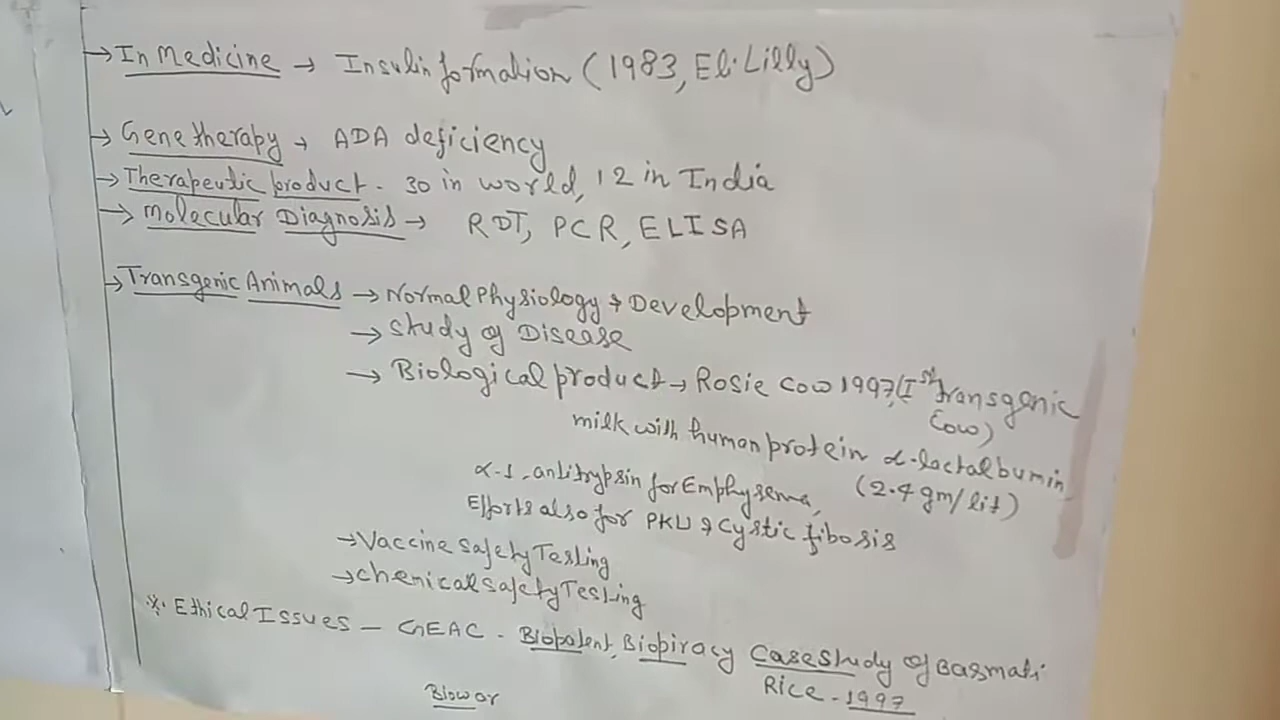 → In Medicine → Insulin formation (1983, Eli Lilly)
→ Gene therapy → ADA deficiency
→ Therapeutic product - 30 in world, 12 in India
→ Molecular Diagnosis → RDT, PCR, ELISA
→ Transgenic Animals → Normal Physiology & Development
→ Study of Disease
→ Biological product → Rosie Cow 1997, (Ist transgenic cow)
milk with human protein α-lactalbumin (2.4 gm/lit)
α-1-antitrypsin for Emphysema,
Efforts also for PKU & Cystic fibosis
→ Vaccine Safety Testing
→ chemical Safety Testing
※. Ethical Issues - GEAC - Biopatent, Biopiracy Case Study of Basmati
Rice - 1997
Biowar